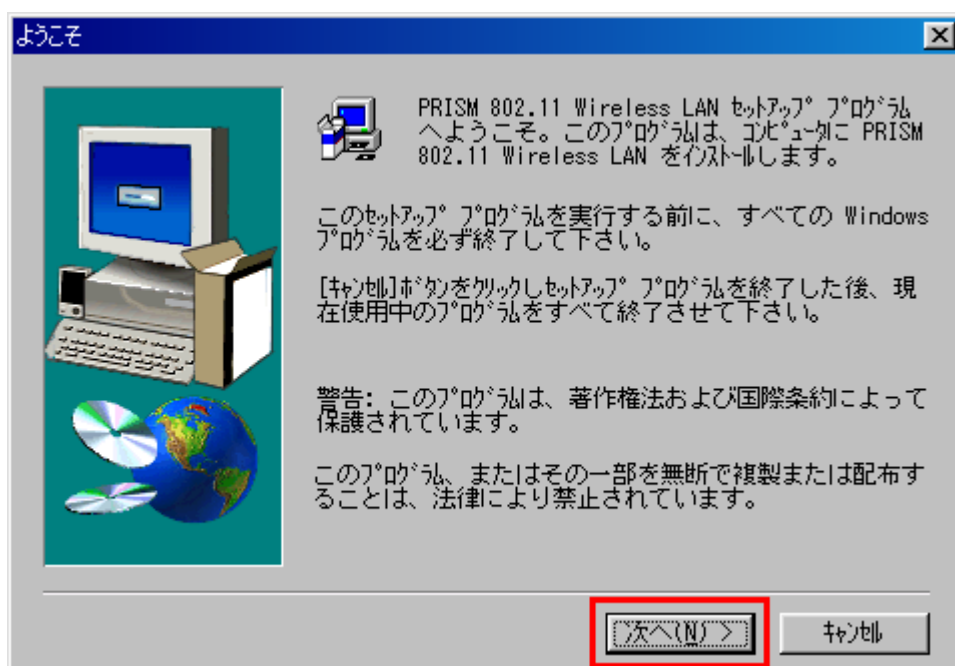 ようこそ
PRISM 802.11 Wireless LAN ｾｯﾄｱｯﾌﾟ ﾌﾟﾛｸﾞﾗﾑ
へようこそ。このﾌﾟﾛｸﾞﾗﾑは、ｺﾝﾋﾟｭｰﾀに PRISM
802.11 Wireless LAN をｲﾝｽﾄｰﾙします。
このｾｯﾄｱｯﾌﾟ ﾌﾟﾛｸﾞﾗﾑを実行する前に、すべての Windows
ﾌﾟﾛｸﾞﾗﾑを必ず終了して下さい。
[ｷｬﾝｾﾙ]ﾎﾞﾀﾝをｸﾘｯｸしｾｯﾄｱｯﾌﾟ ﾌﾟﾛｸﾞﾗﾑを終了した後、現
在使用中のﾌﾟﾛｸﾞﾗﾑをすべて終了させて下さい。
警告: このﾌﾟﾛｸﾞﾗﾑは、著作権法および国際条約によって
保護されています。
このﾌﾟﾛｸﾞﾗﾑ、またはその一部を無断で複製または配布す
ることは、法律により禁止されています。
次へ(N) >
ｷｬﾝｾﾙ